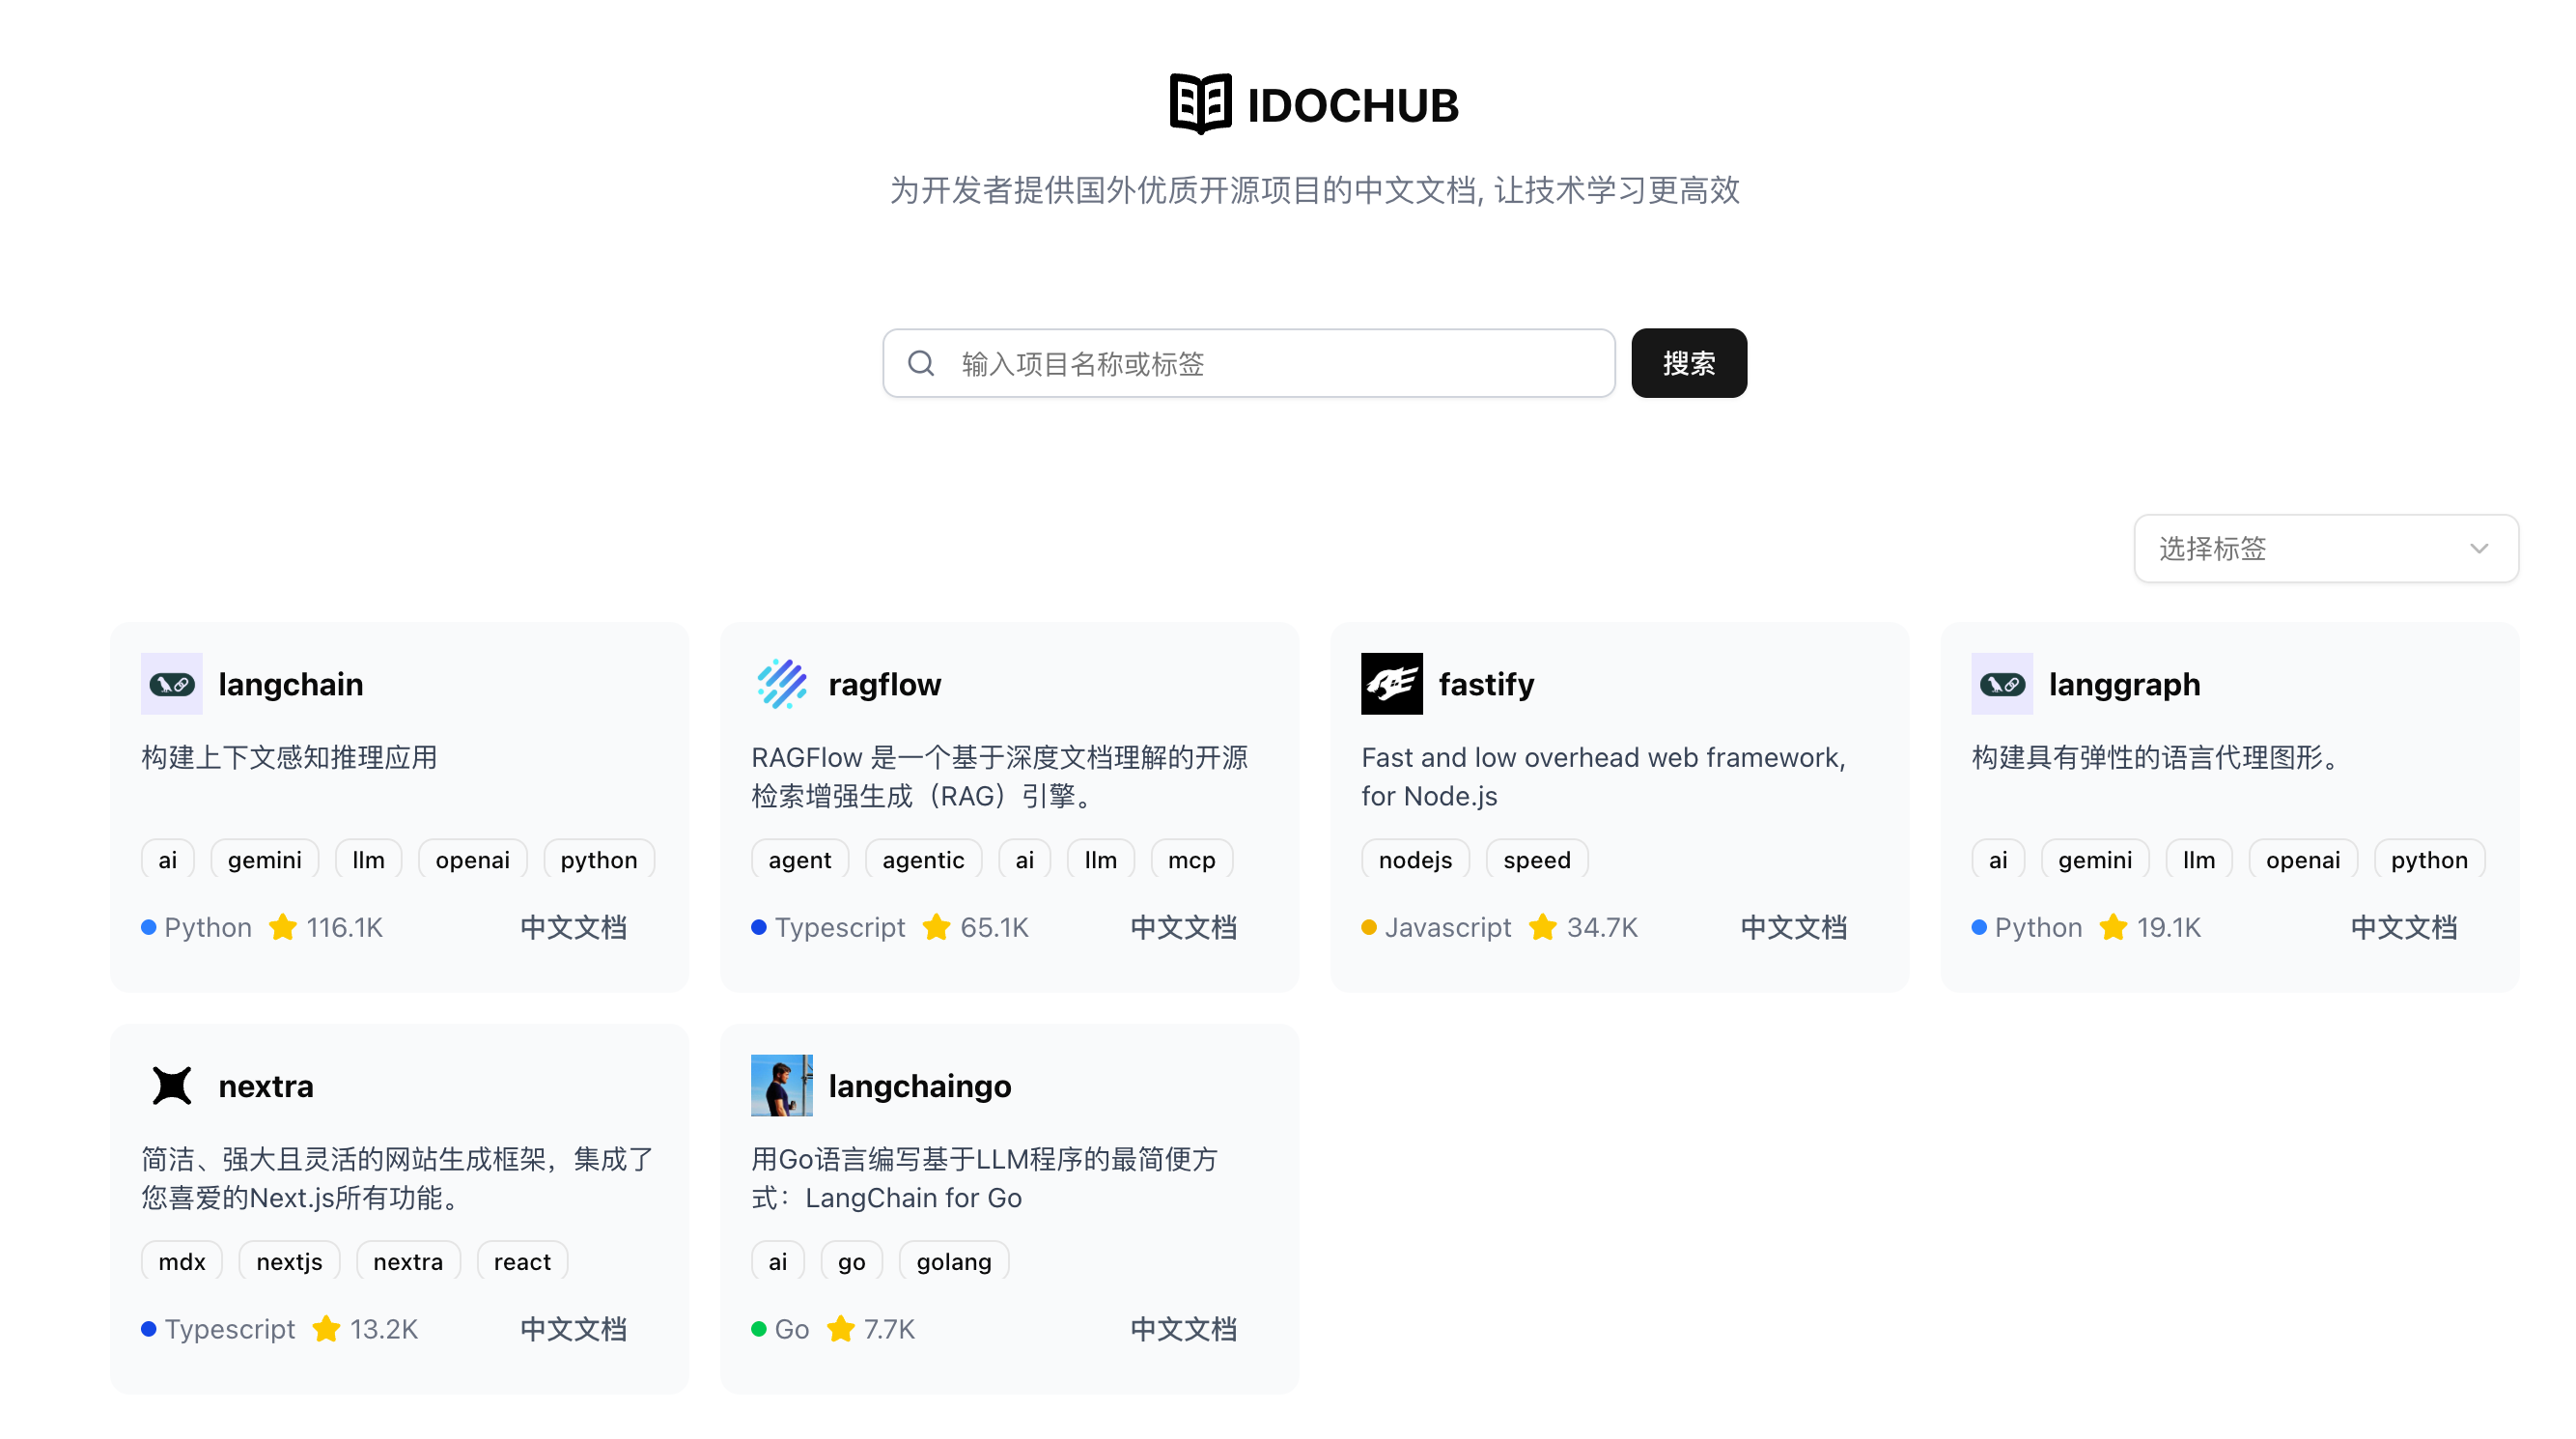 IDOCHUB
为开发者提供国外优质开源项目的中文文档, 让技术学习更高效
输入项目名称或标签
搜索
选择标签
langchain
构建上下文感知推理应用
ai gemini llm openai python
Python 116.1K 中文文档
ragflow
RAGFlow 是一个基于深度文档理解的开源
检索增强生成（RAG）引擎。
agent agentic ai llm mcp
Typescript 65.1K 中文文档
fastify
Fast and low overhead web framework,
for Node.js
nodejs speed
Javascript 34.7K 中文文档
langgraph
构建具有弹性的语言代理图形。
ai gemini llm openai python
Python 19.1K 中文文档
nextra
简洁、强大且灵活的网站生成框架，集成了
您喜爱的Next.js所有功能。
mdx nextjs nextra react
Typescript 13.2K 中文文档
langchaingo
用Go语言编写基于LLM程序的最简便方
式：LangChain for Go
ai go golang
Go 7.7K 中文文档